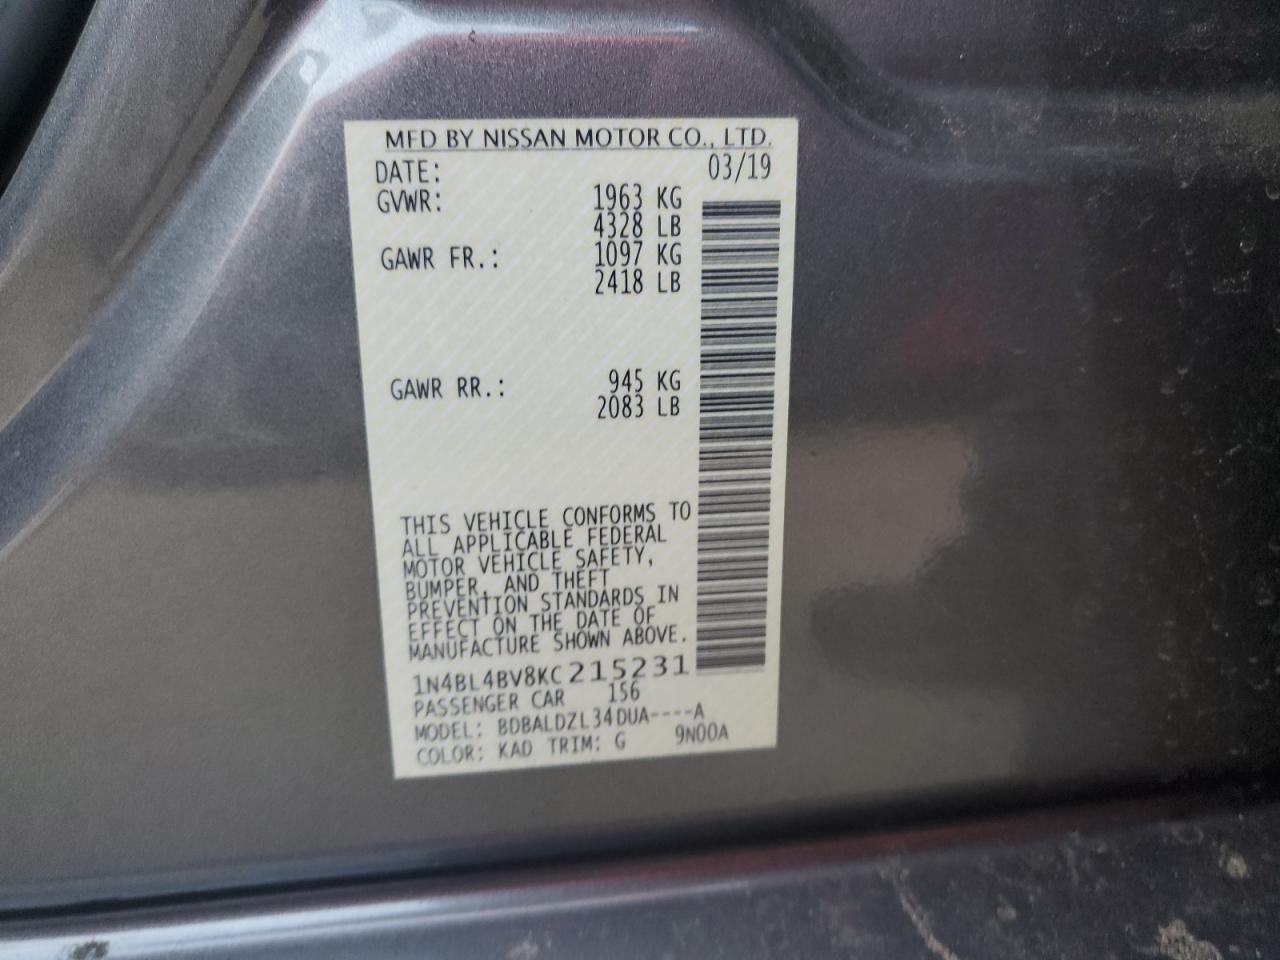 MFD BY NISSAN MOTOR CO., LTD.
DATE: 03/19
GVWR: 1963 KG
4328 LB
GAWR FR.: 1097 KG
2418 LB
GAWR RR.: 945 KG
2083 LB
THIS VEHICLE CONFORMS TO
ALL APPLICABLE FEDERAL
MOTOR VEHICLE SAFETY,
BUMPER, AND THEFT
PREVENTION STANDARDS IN
EFFECT ON THE DATE OF
MANUFACTURE SHOWN ABOVE.
1N4BL4BV8KC215231
PASSENGER CAR 156
MODEL: BDBALDZL34DUA----A
COLOR: KAD TRIM: G 9N00A